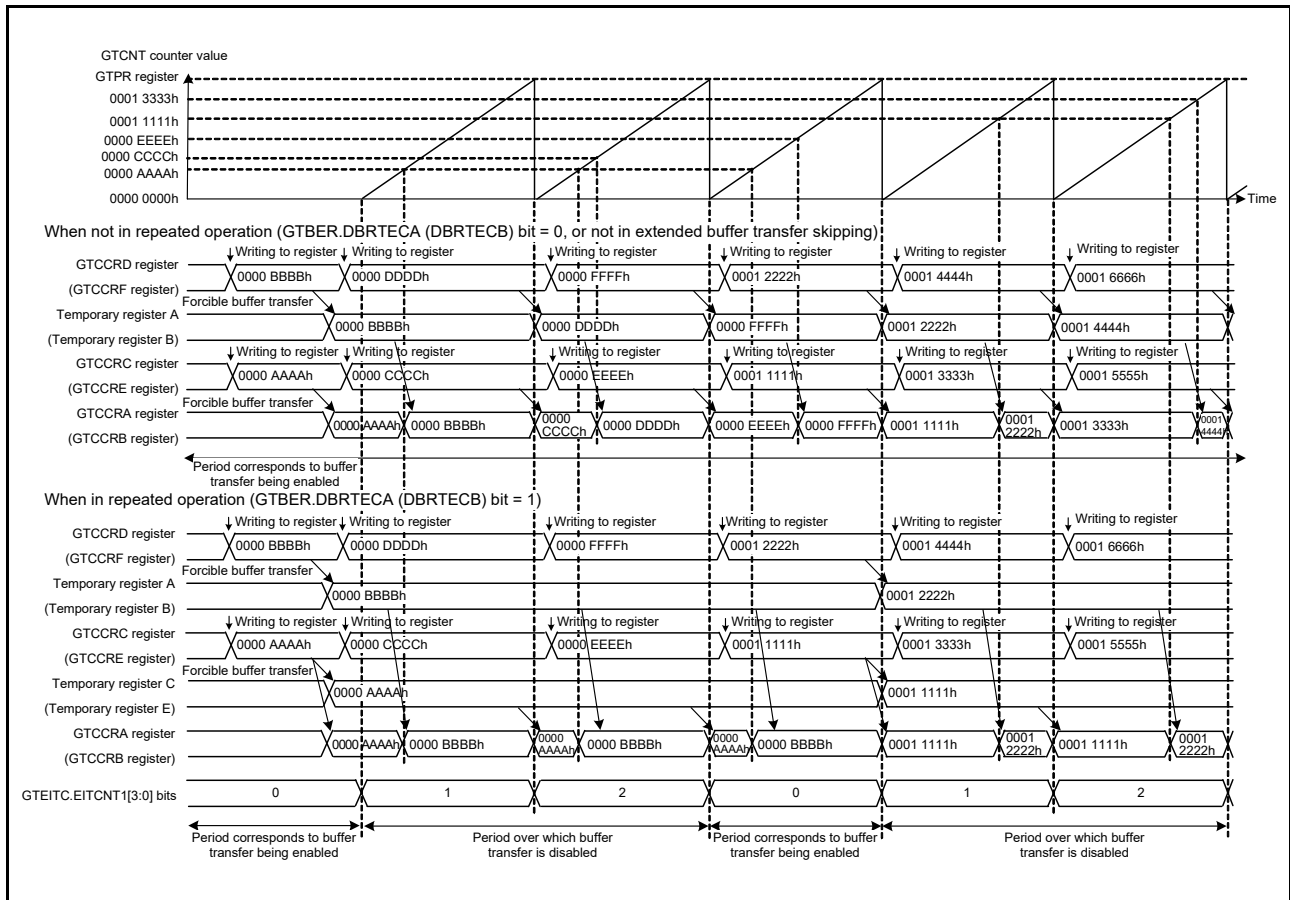 GTCNT counter value
GTPR register
0001 3333h
0001 1111h
0000 EEEEh
0000 CCCCh
0000 AAAAh
0000 0000h
Time
When not in repeated operation (GTBER.DBRTECA (DBRTECB) bit = 0, or not in extended buffer transfer skipping)
Writing to register Writing to register Writing to register Writing to register Writing to register Writing to register
GTCCRD register
0000 BBBBh 0000 DDDDh 0000 FFFFh 0001 2222h 0001 4444h 0001 6666h
(GTCCRF register)
Forcible buffer transfer
Temporary register A
0000 BBBBh 0000 DDDDh 0000 FFFFh 0001 2222h 0001 4444h
(Temporary register B)
Writing to register Writing to register Writing to register Writing to register Writing to register Writing to register
GTCCRC register
0000 AAAAh 0000 CCCCh 0000 EEEEh 0001 1111h 0001 3333h 0001 5555h
(GTCCRE register)
Forcible buffer transfer
GTCCRA register
0000 AAAAh 0000 BBBBh 0000 CCCCh 0000 DDDDh 0000 EEEEh 0000 FFFFh 0001 1111h 0001 2222h 0001 3333h 0001 4444h
(GTCCRB register)
Period corresponds to buffer
transfer being enabled
When in repeated operation (GTBER.DBRTECA (DBRTECB) bit = 1)
Writing to register Writing to register Writing to register Writing to register Writing to register Writing to register
GTCCRD register
0000 BBBBh 0000 DDDDh 0000 FFFFh 0001 2222h 0001 4444h 0001 6666h
(GTCCRF register)
Forcible buffer transfer
Temporary register A
0000 BBBBh 0001 2222h
(Temporary register B)
Writing to register Writing to register Writing to register Writing to register Writing to register Writing to register
GTCCRC register
0000 AAAAh 0000 CCCCh 0000 EEEEh 0001 1111h 0001 3333h 0001 5555h
(GTCCRE register)
Forcible buffer transfer
Temporary register C
0000 AAAAh 0001 1111h
(Temporary register E)
GTCCRA register
0000 AAAAh 0000 BBBBh 0000 AAAAh 0000 BBBBh 0000 AAAAh 0000 BBBBh 0001 1111h 0001 2222h 0001 1111h 0001 2222h
(GTCCRB register)
GTEITC.EITCNT1[3:0] bits 0 1 2 0 1 2
Period corresponds to buffer Period over which buffer Period corresponds to buffer Period over which buffer
transfer being enabled transfer is disabled transfer being enabled transfer is disabled